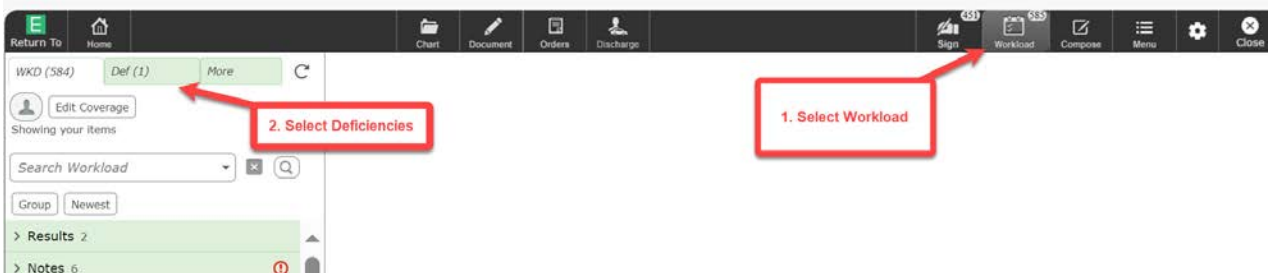 451
585
E
Return To
Home
Chart
Document
Orders
Discharge
Sign
Workload
Compose
Menu
Close
WKD (584)
Def (1)
More
Edit Coverage
Showing your items
2. Select Deficiencies
1. Select Workload
Search Workload
Group
Newest
> Results 2
> Notes 6